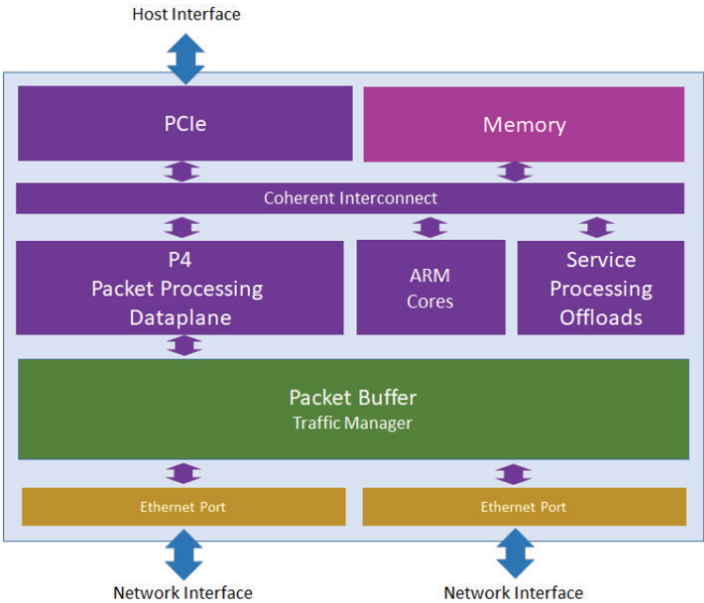 Host Interface
PCIe
Memory
Coherent Interconnect
P4
Packet Processing
Dataplane
ARM
Cores
Service
Processing
Offloads
Packet Buffer
Traffic Manager
Ethernet Port
Ethernet Port
Network Interface
Network Interface